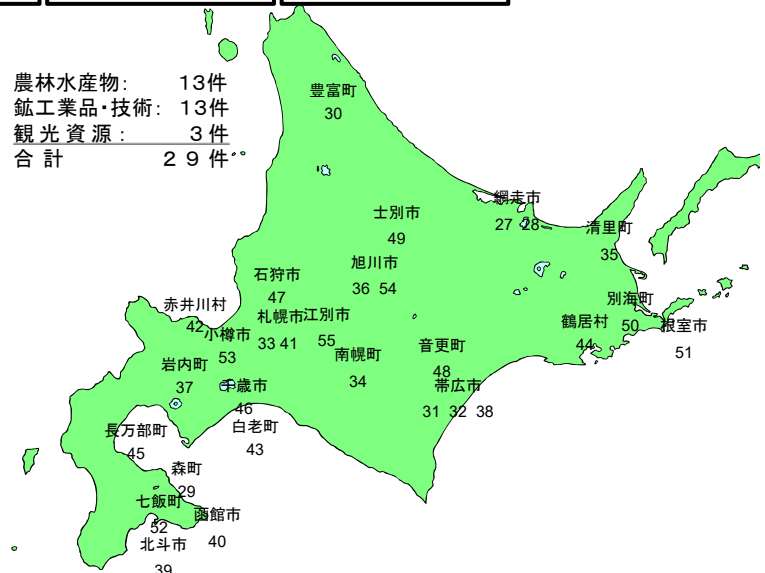 農林水産物: 13件
鉱工業品・技術: 13件
観光資源: 3件
合計 29件
豊富町
30
網走市
27 28
士別市
49
清里町
35
旭川市
36 54
石狩市
47
別海町
50
赤井川村
42
札幌市
33 41
江別市
55
鶴居村
44
根室市
51
小樽市
53
南幌町
34
音更町
48
岩内町
37
千歳市
46
帯広市
31 32 38
白老町
43
長万部町
45
森町
29
七飯町
52
函館市
40
北斗市
39